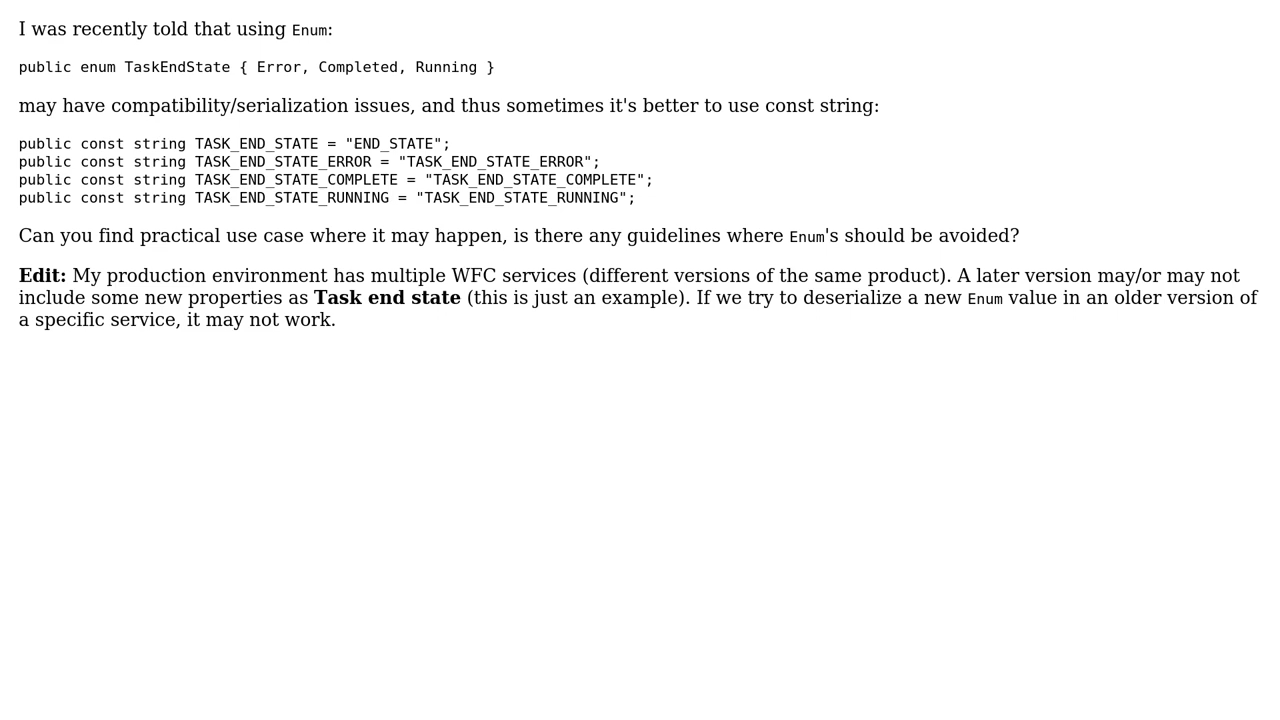 I was recently told that using Enum:
public enum TaskEndState { Error, Completed, Running }
may have compatibility/serialization issues, and thus sometimes it's better to use const string:
public const string TASK_END_STATE = "END_STATE";
public const string TASK_END_STATE_ERROR = "TASK_END_STATE_ERROR";
public const string TASK_END_STATE_COMPLETE = "TASK_END_STATE_COMPLETE";
public const string TASK_END_STATE_RUNNING = "TASK_END_STATE_RUNNING";
Can you find practical use case where it may happen, is there any guidelines where Enum's should be avoided?
Edit: My production environment has multiple WFC services (different versions of the same product). A later version may/or may not
include some new properties as Task end state (this is just an example). If we try to deserialize a new Enum value in an older version of
a specific service, it may not work.